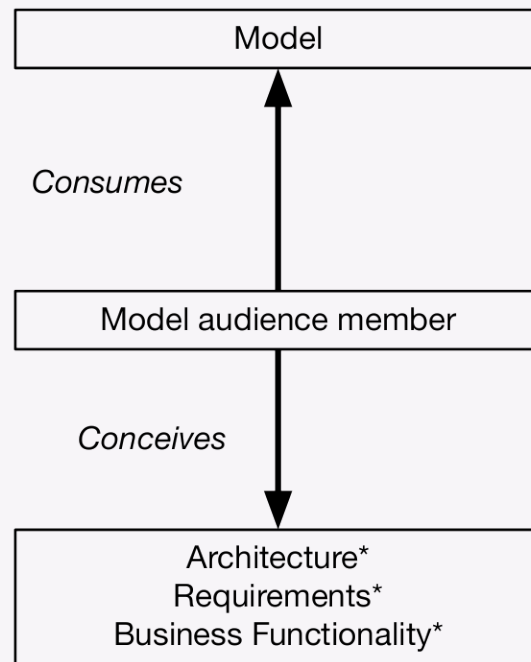 Model
Consumes
Model audience member
Conceives
Architecture*
Requirements*
Business Functionality*